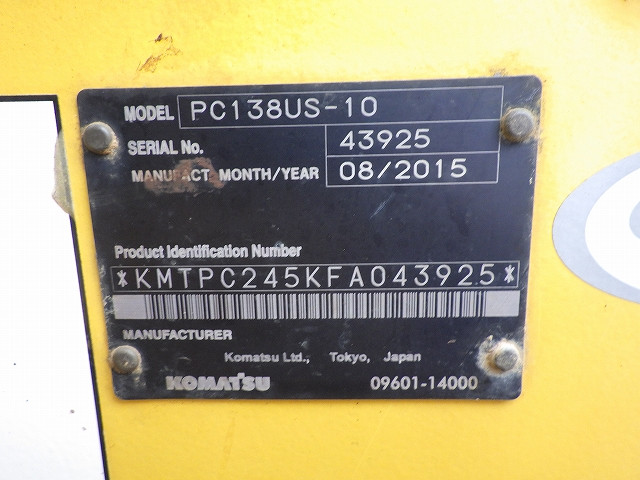 MODEL PC138US-10
SERIAL No. 43925
MANUFACT. MONTH/YEAR 08/2015
Product Identification Number
*KMTPC245KFA043925*
MANUFACTURER
Komatsu Ltd., Tokyo, Japan
KOMATSU 09601-14000